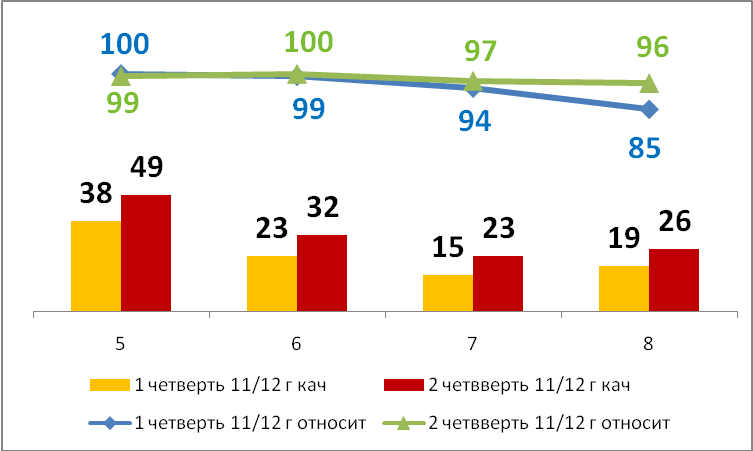 100 100 97 96
99 99 94 85
38 49 23 32 15 23 19 26
5 6 7 8
1 четверть 11/12 г кач 2 четвверть 11/12 г кач
1 четверть 11/12 г относит 2 четвверть 11/12 г относит